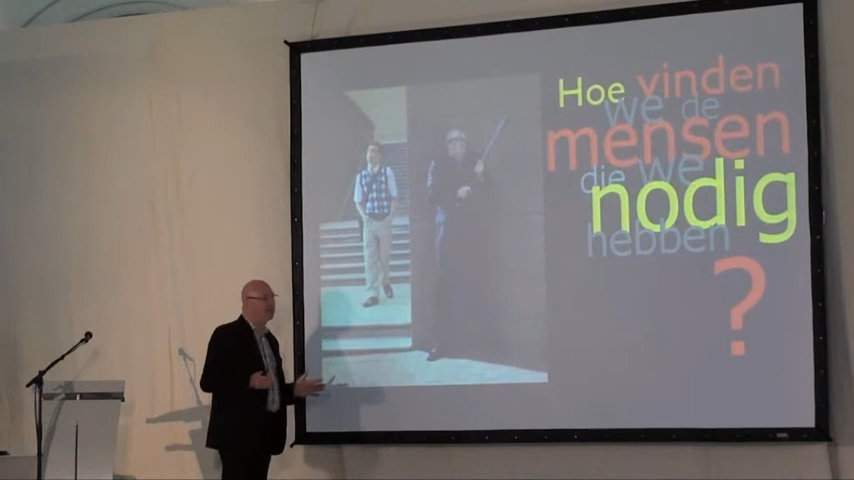 Hoe vinden
we de
mensen
die we
nodig
hebben
?